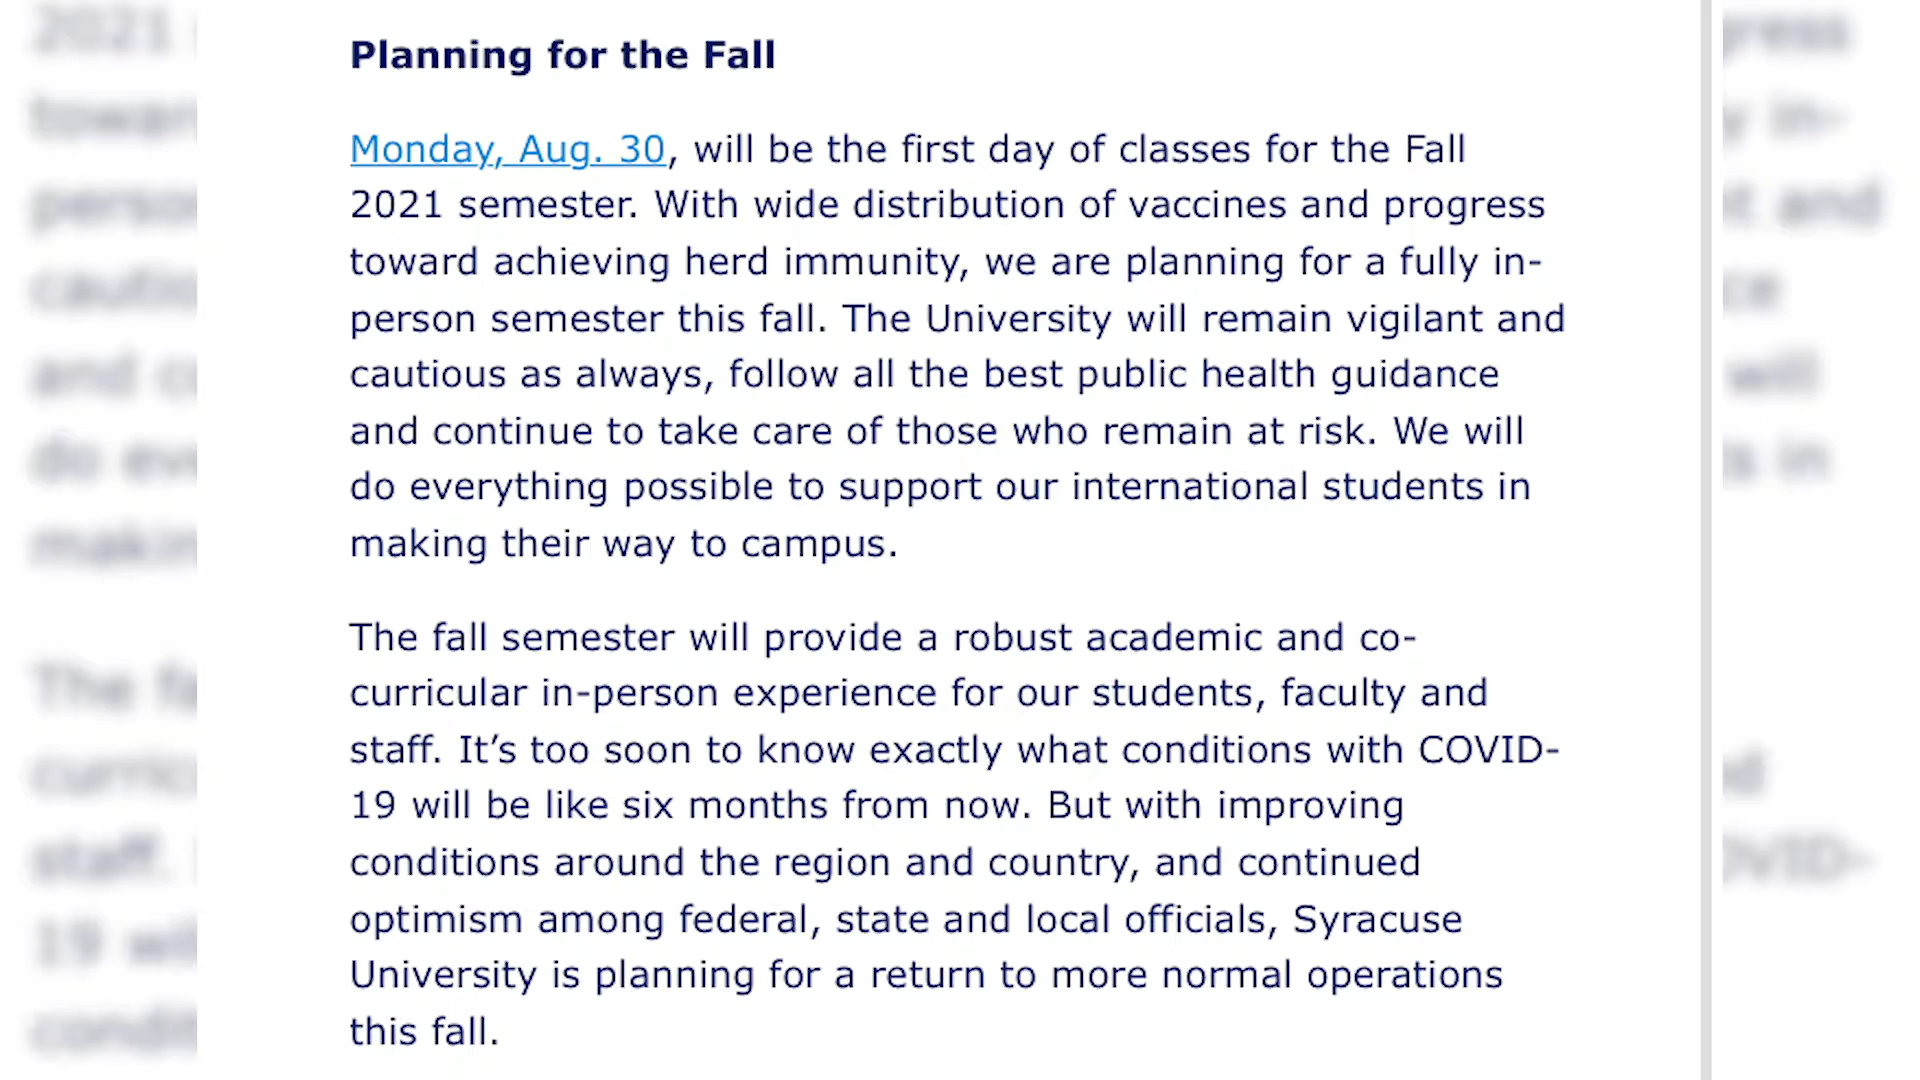 Planning for the Fall
Monday, Aug. 30, will be the first day of classes for the Fall
2021 semester. With wide distribution of vaccines and progress
toward achieving herd immunity, we are planning for a fully in-
person semester this fall. The University will remain vigilant and
cautious as always, follow all the best public health guidance
and continue to take care of those who remain at risk. We will
do everything possible to support our international students in
making their way to campus.
The fall semester will provide a robust academic and co-
curricular in-person experience for our students, faculty and
staff. It’s too soon to know exactly what conditions with COVID-
19 will be like six months from now. But with improving
conditions around the region and country, and continued
optimism among federal, state and local officials, Syracuse
University is planning for a return to more normal operations
this fall.